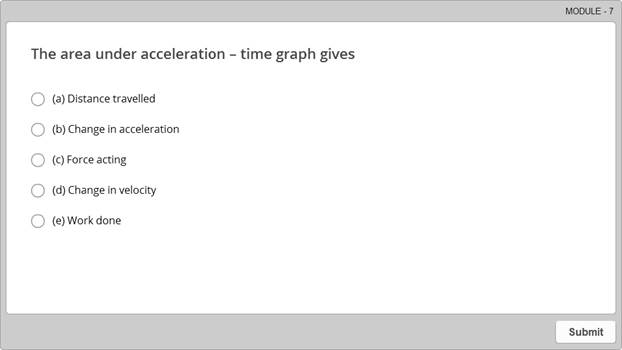 MODULE - 7
The area under acceleration – time graph gives
(a) Distance travelled
(b) Change in acceleration
(c) Force acting
(d) Change in velocity
(e) Work done
Submit